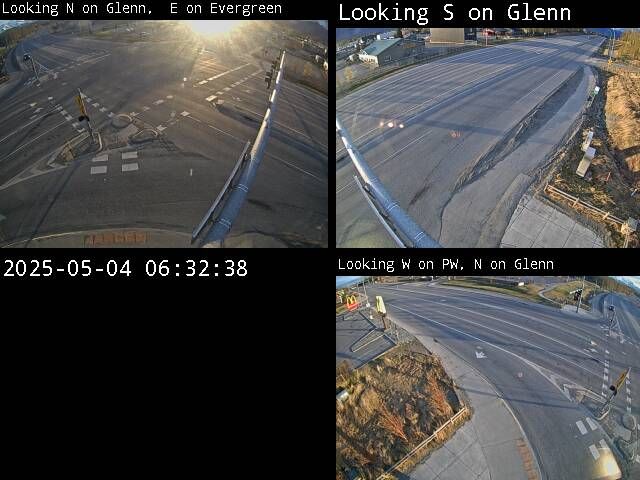 Looking N on Glenn,  E on Evergreen
Looking S on Glenn
2025-05-04 06:32:38
Looking W on PW, N on Glenn